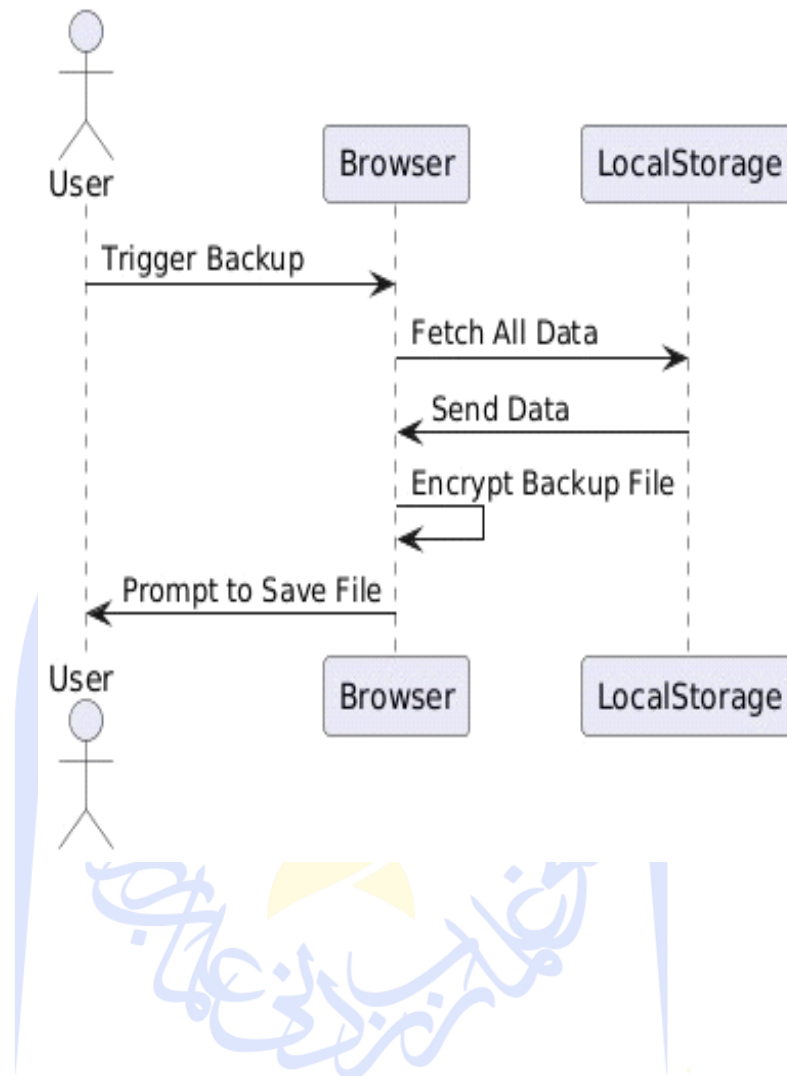 User
Browser
LocalStorage
Trigger Backup
Fetch All Data
Send Data
Encrypt Backup File
Prompt to Save File
User
Browser
LocalStorage